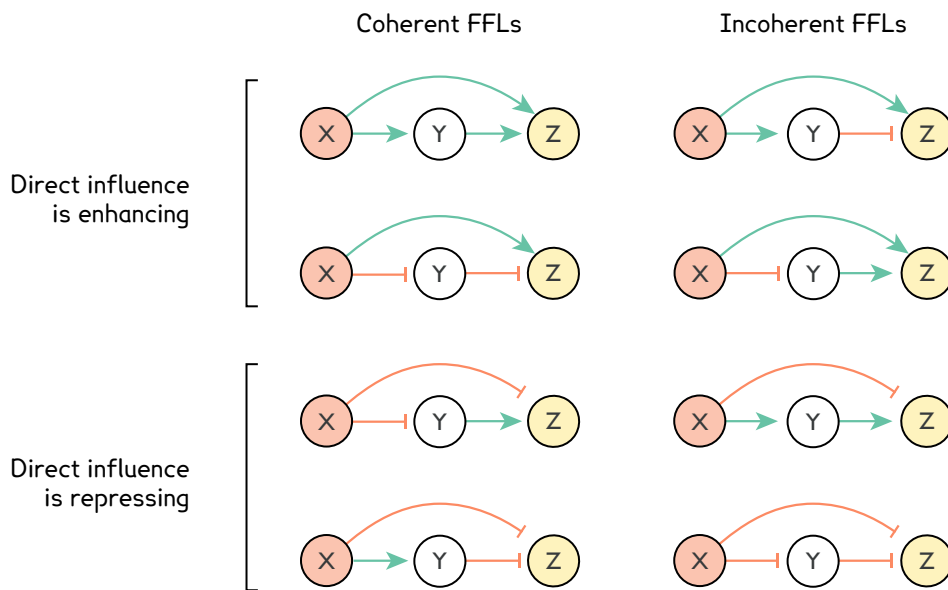 Coherent FFLs
Incoherent FFLs
Direct influence
is enhancing
X Y Z
X Y Z
X Y Z
X Y Z
Direct influence
is repressing
X Y Z
X Y Z
X Y Z
X Y Z